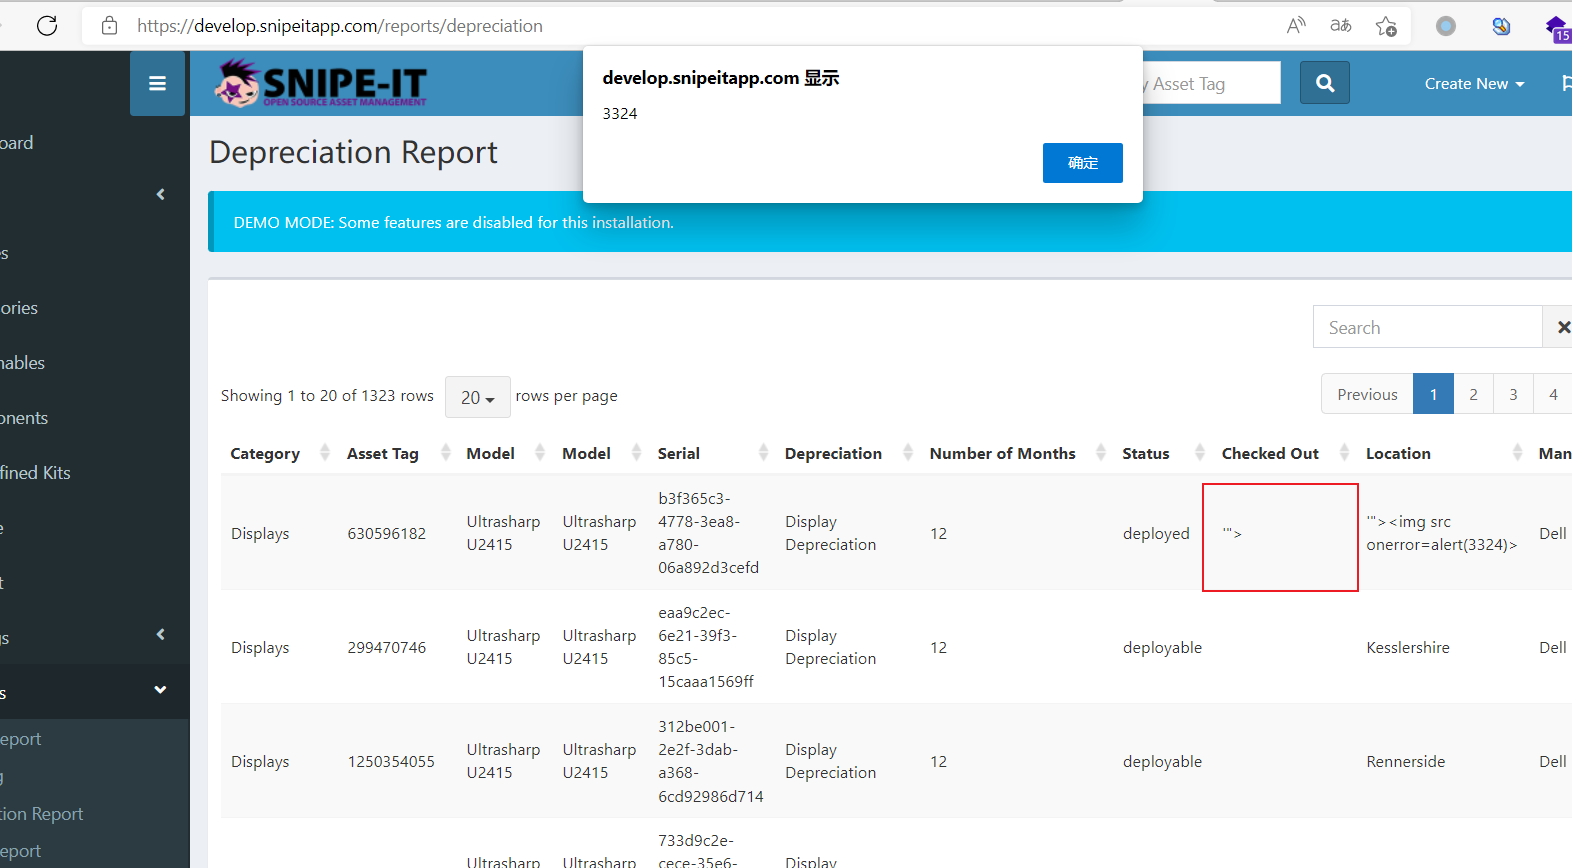 https://develop.snipeitapp.com/reports/depreciation
15
SNIPE-IT
OPEN SOURCE ASSET MANAGEMENT
develop.snipeitapp.com 显示
3324
确定
y Asset Tag
Create New
oard
s
ories
nables
onents
fined Kits
e
t
s
s
eport
g
tion Report
eport
Depreciation Report
DEMO MODE: Some features are disabled for this installation.
Search
Showing 1 to 20 of 1323 rows 20 rows per page
Previous 1 2 3 4
Category Asset Tag Model Model Serial Depreciation Number of Months Status Checked Out Location Man
Displays 630596182 Ultrasharp U2415 Ultrasharp U2415 b3f365c3-4778-3ea8-a780-06a892d3cefd Display Depreciation 12 deployed '"> '"><img src onerror=alert(3324)> Dell
Displays 299470746 Ultrasharp U2415 Ultrasharp U2415 eaa9c2ec-6e21-39f3-85c5-15caaa1569ff Display Depreciation 12 deployable Kesslershire Dell
Displays 1250354055 Ultrasharp U2415 Ultrasharp U2415 312be001-2e2f-3dab-a368-6cd92986d714 Display Depreciation 12 deployable Rennerside Dell
733d9c2e-
Ultrasharp Ultrasharp cece-35e6- Display